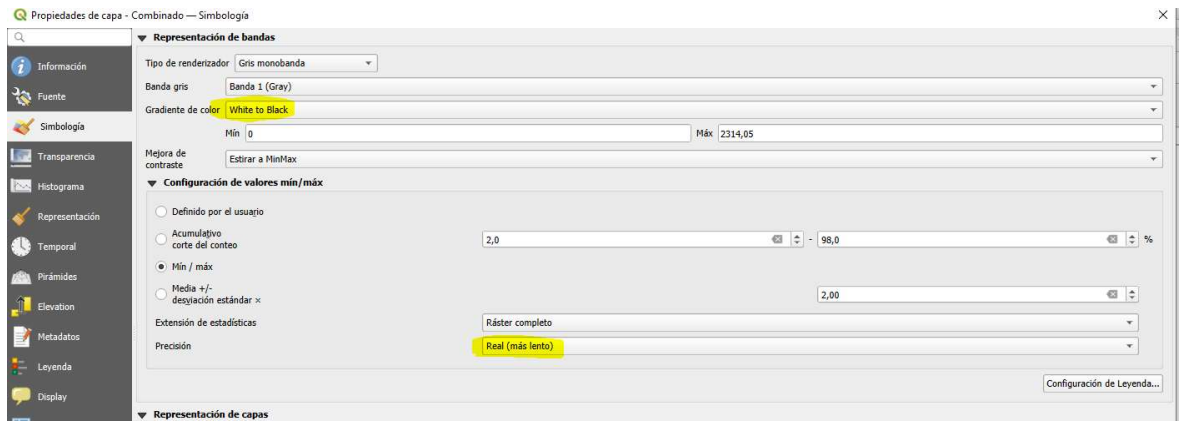 Propiedades de capa - Combinado — Simbología
Información
Fuente
Simbología
Transparencia
Histograma
Representación
Temporal
Pirámides
Elevation
Metadatos
Leyenda
Display
Representación de bandas
Tipo de renderizador Gris monobanda
Banda gris Banda 1 (Gray)
Gradiente de color White to Black
Mín 0 Máx 2314,05
Mejora de
contraste
Estirar a MinMax
Configuración de valores mín/máx
Definido por el usuario
Acumulativo
corte del conteo
2,0 - 98,0 %
Mín / máx
Media +/-
desviación estándar ×
2,00
Extensión de estadísticas Ráster completo
Precisión Real (más lento)
Configuración de Leyenda...
Representación de capas